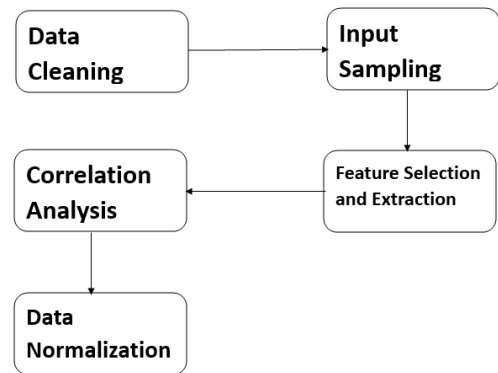 Data
Cleaning
Input
Sampling
Feature Selection
and Extraction
Correlation
Analysis
Data
Normalization